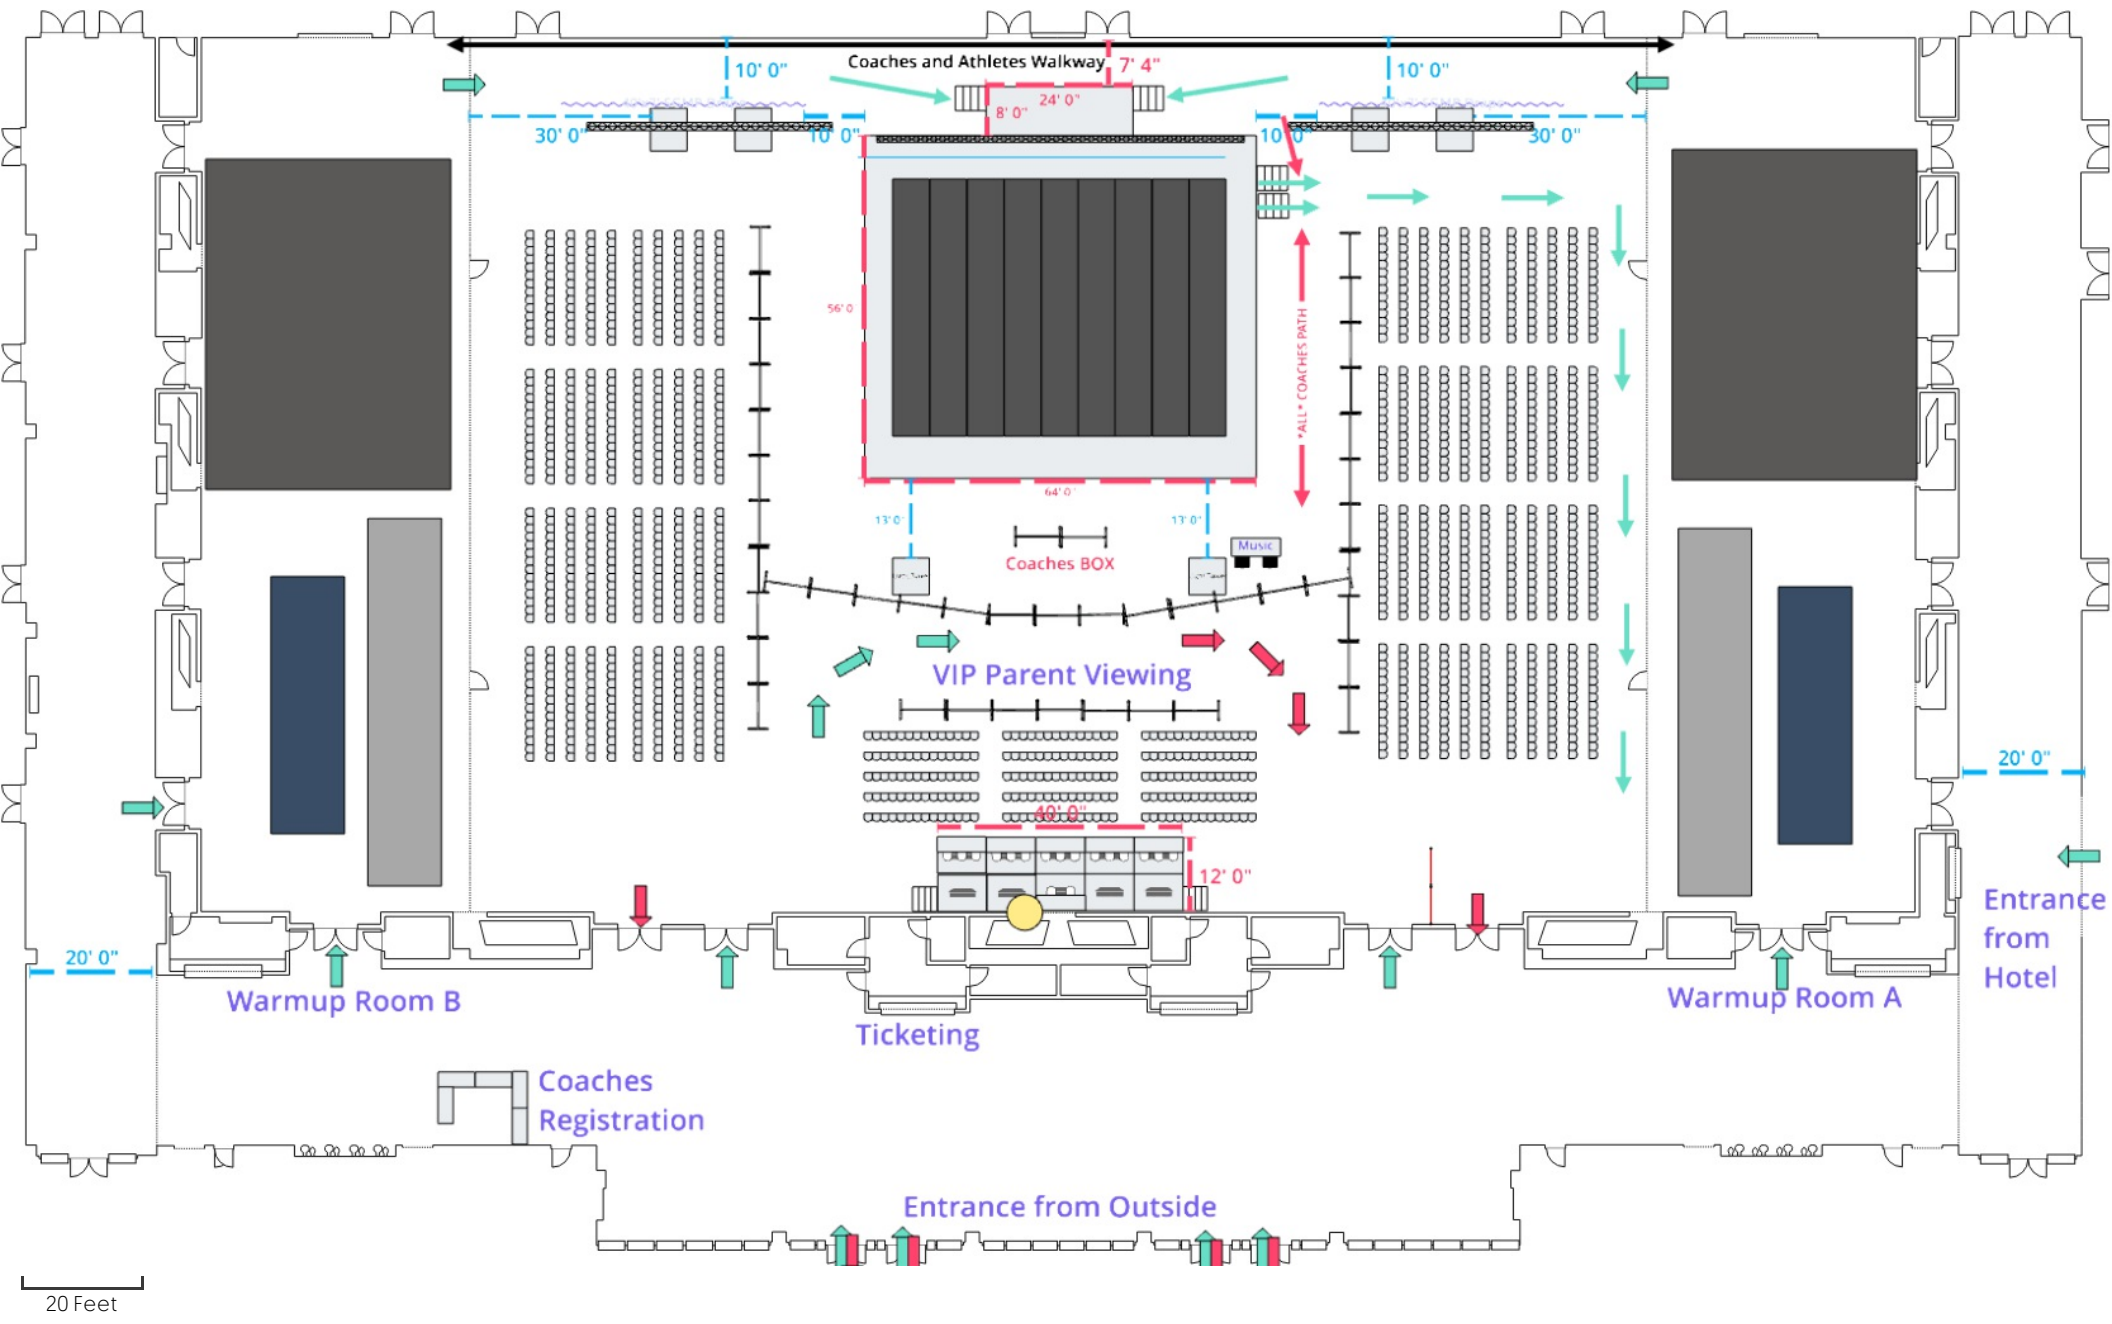 Coaches and Athletes Walkway
7' 4"
10' 0"
10' 0"
24' 0"
8' 0"
30' 0"
10' 0"
10' 0"
30' 0"
56' 0
*ALL* COACHES PATH
64' 0"
13' 0"
13' 0"
Music
Coaches BOX
VIP Parent Viewing
20' 0"
40' 0"
12' 0"
Entrance
from
Hotel
20' 0"
Warmup Room B
Warmup Room A
Ticketing
Coaches
Registration
Entrance from Outside
20 Feet